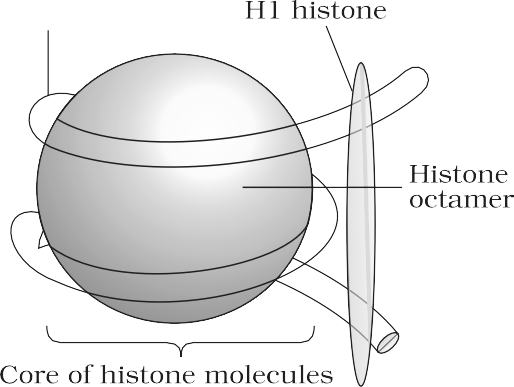 H1 histone
Histone
octamer
Core of histone molecules